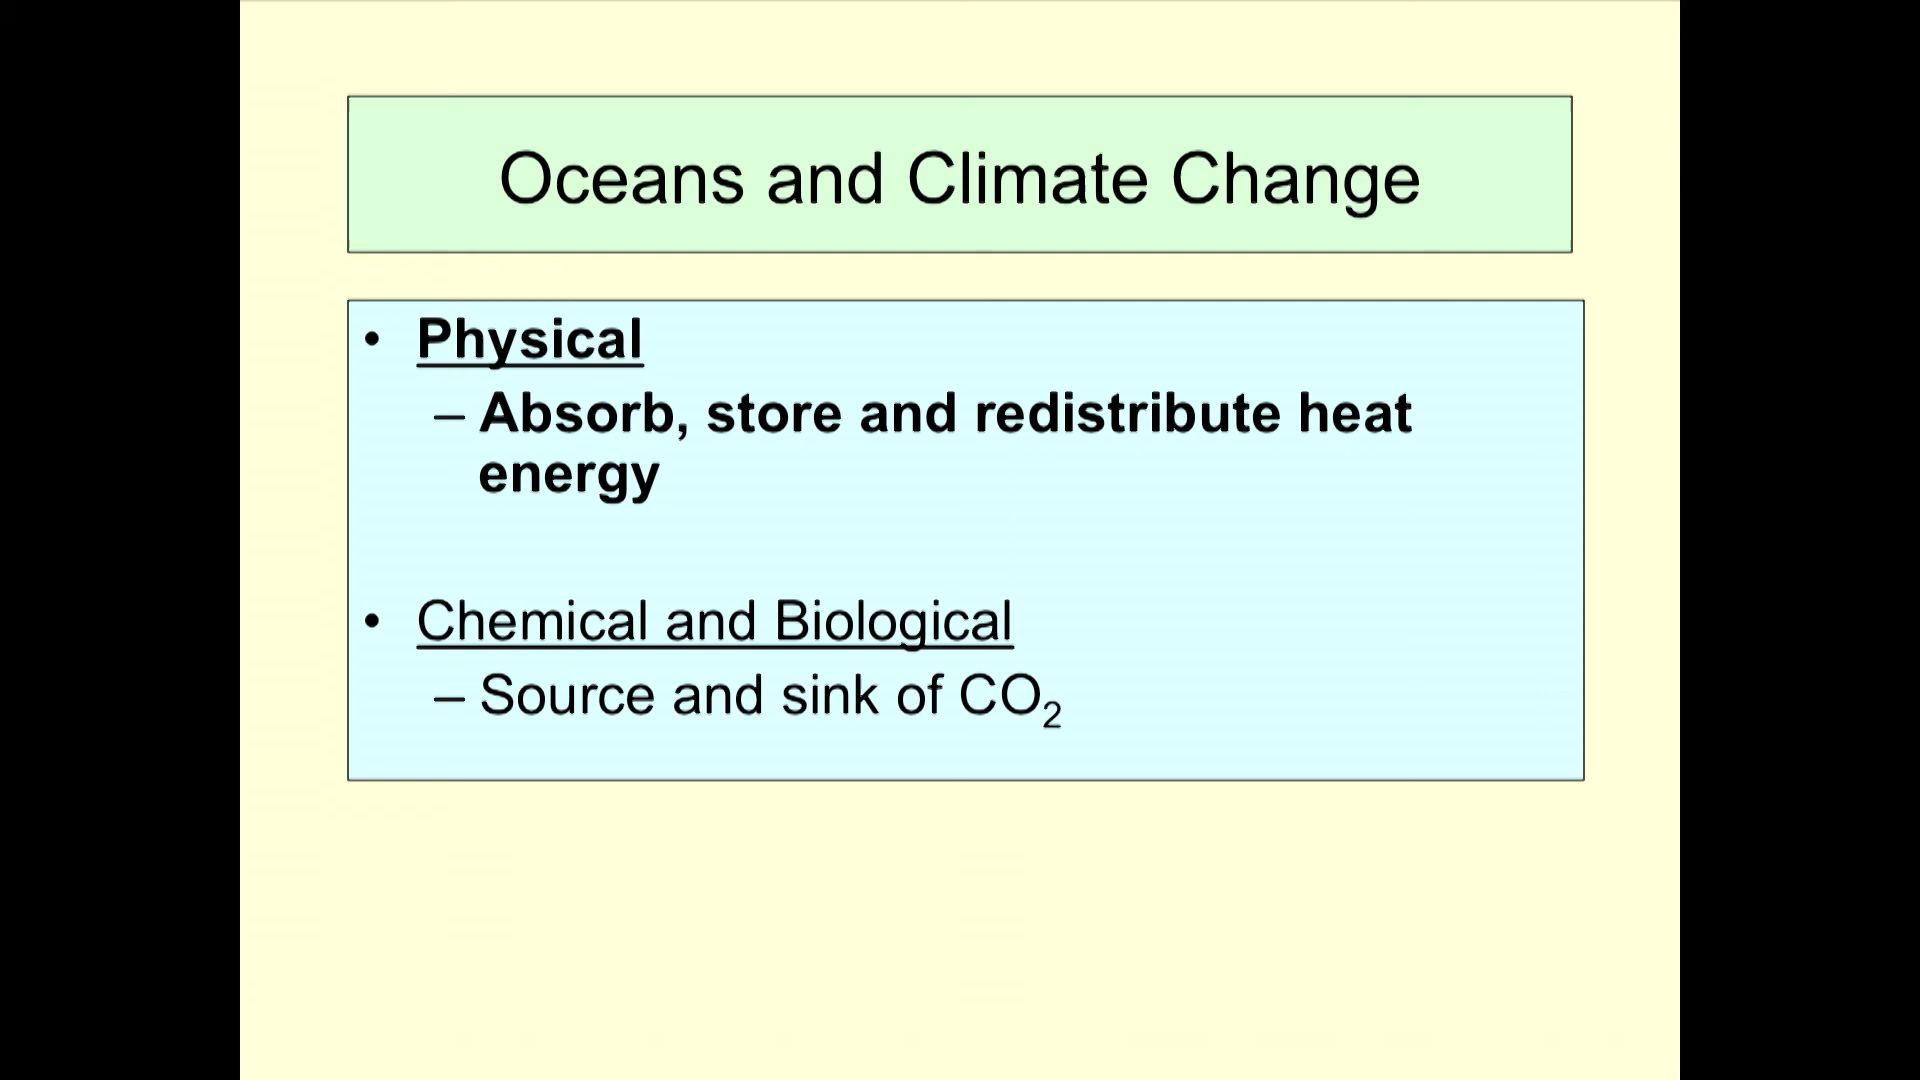 Oceans and Climate Change
• Physical
– Absorb, store and redistribute heat
energy
• Chemical and Biological
– Source and sink of CO₂